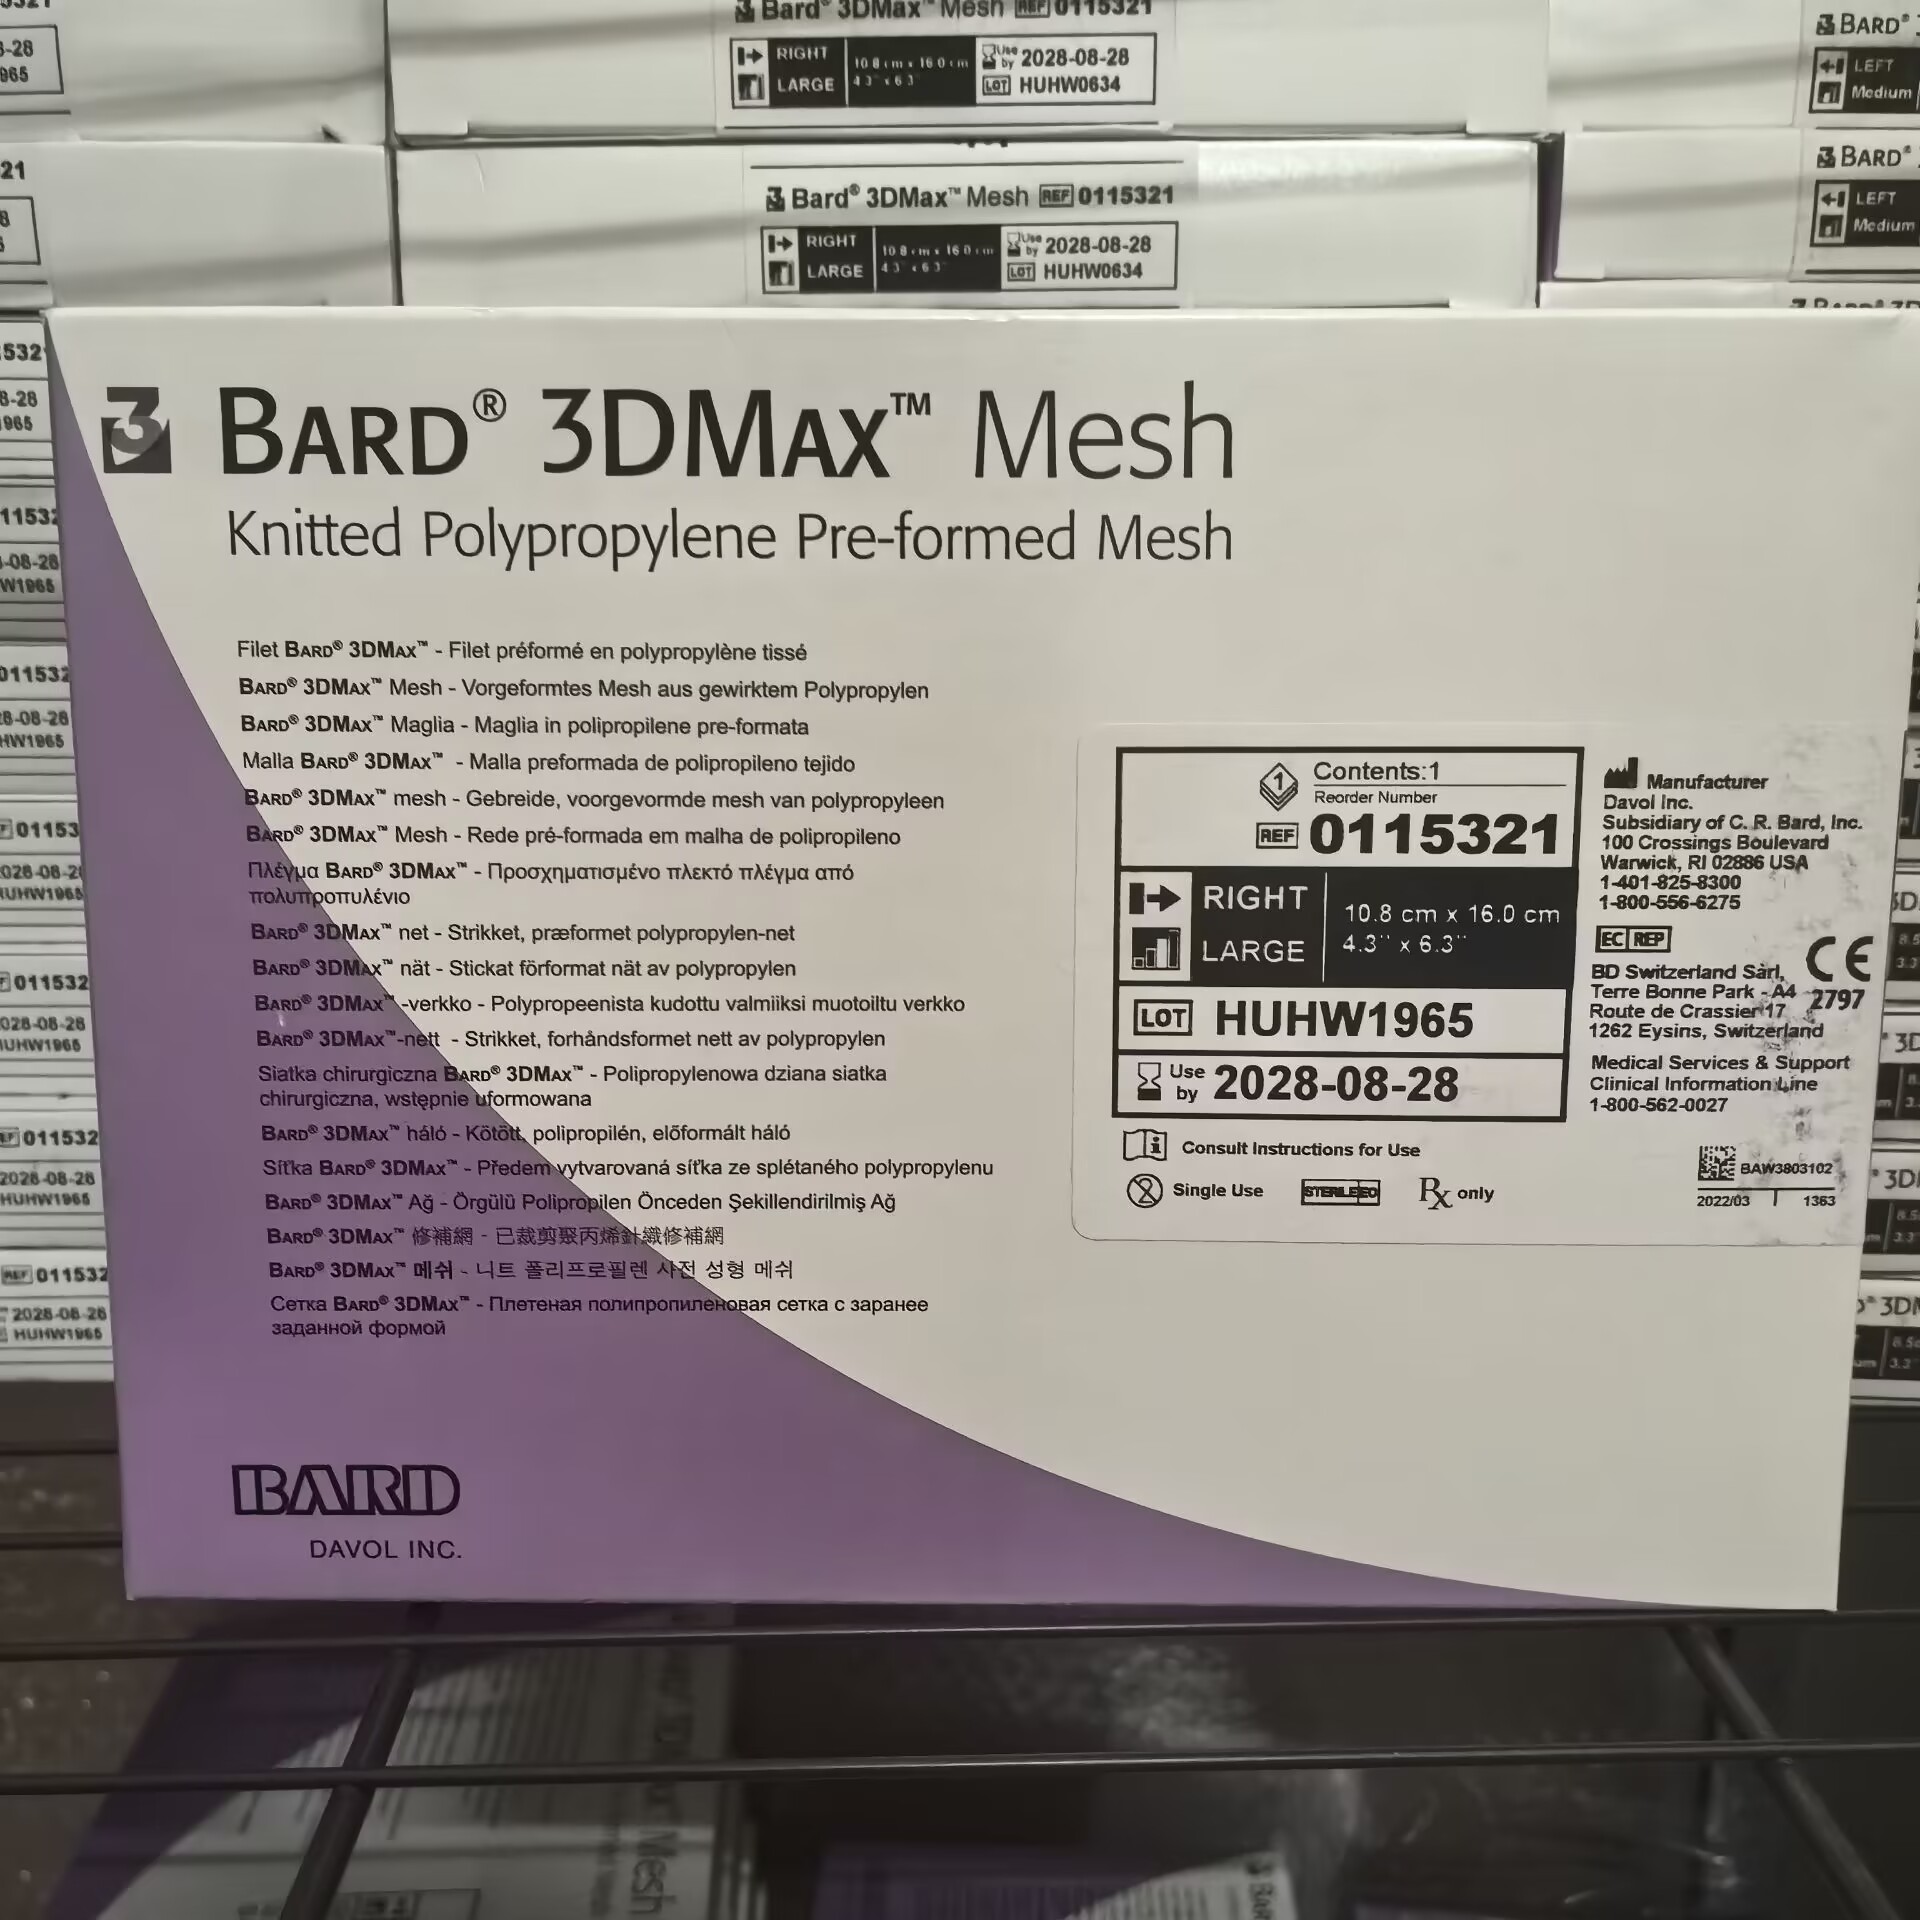 Bard® 3DMax™ Mesh REF 0115321
RIGHT
LARGE
10.8 cm x 16.0 cm
4.3" x 6.3"
Use by 2028-08-28
LOT HUHW0634
BARD®
LEFT
Medium
Bard® 3DMax™ Mesh REF 0115321
RIGHT
LARGE
10.8 cm x 16.0 cm
4.3" x 6.3"
Use by 2028-08-28
LOT HUHW0634
BARD®
LEFT
Medium
3 BARD® 3DMAX™ Mesh
Knitted Polypropylene Pre-formed Mesh
Filet BARD® 3DMAX™ - Filet préformé en polypropylène tissé
BARD® 3DMAX™ Mesh - Vorgeformtes Mesh aus gewirktem Polypropylen
BARD® 3DMAX™ Maglia - Maglia in polipropilene pre-formata
Malla BARD® 3DMAX™ - Malla preformada de polipropileno tejido
BARD® 3DMAX™ mesh - Gebreide, voorgevormde mesh van polypropyleen
BARD® 3DMAX™ Mesh - Rede pré-formada em malha de polipropileno
Πλέγμα BARD® 3DMAX™ - Προσχηματισμένο πλεκτό πλέγμα από
πολυπροπυλένιο
BARD® 3DMAX™ net - Strikket, præformet polypropylen-net
BARD® 3DMAX™ nät - Stickat förformat nät av polypropylen
BARD® 3DMAX™-verkko - Polypropeenista kudottu valmiiksi muotoiltu verkko
BARD® 3DMAX™-nett - Strikket, forhåndsformet nett av polypropylen
Siatka chirurgiczna BARD® 3DMAX™ - Polipropylenowa dziana siatka
chirurgiczna, wstępnie uformowana
BARD® 3DMAX™ háló - Kötött, polipropilén, előformált háló
Síťka BARD® 3DMAX™ - Předem vytvarovaná síťka ze splétaného polypropylenu
BARD® 3DMAX™ Ağ - Örgülü Polipropilen Önceden Şekillendirilmiş Ağ
BARD® 3DMAX™ 修補網 - 已裁剪聚丙烯針織修補網
BARD® 3DMAX™ 메쉬 - 니트 폴리프로필렌 사전 성형 메쉬
Сетка BARD® 3DMAX™ - Плетеная полипропиленовая сетка с заранее
заданной формой
1 Contents:1
Reorder Number
REF 0115321
RIGHT
LARGE
10.8 cm x 16.0 cm
4.3" x 6.3"
LOT HUHW1965
Use by 2028-08-28
Consult Instructions for Use
2 Single Use STERILE EO Rx only
Manufacturer
Davol Inc.
Subsidiary of C. R. Bard, Inc.
100 Crossings Boulevard
Warwick, RI 02886 USA
1-401-825-8300
1-800-556-6275
EC REP
BD Switzerland Sàrl,
Terre Bonne Park - A4
Route de Crassier 17
1262 Eysins, Switzerland
CE
2797
Medical Services & Support
Clinical Information Line
1-800-562-0027
BAW3803102
2022/03 1363
BARD
DAVOL INC.